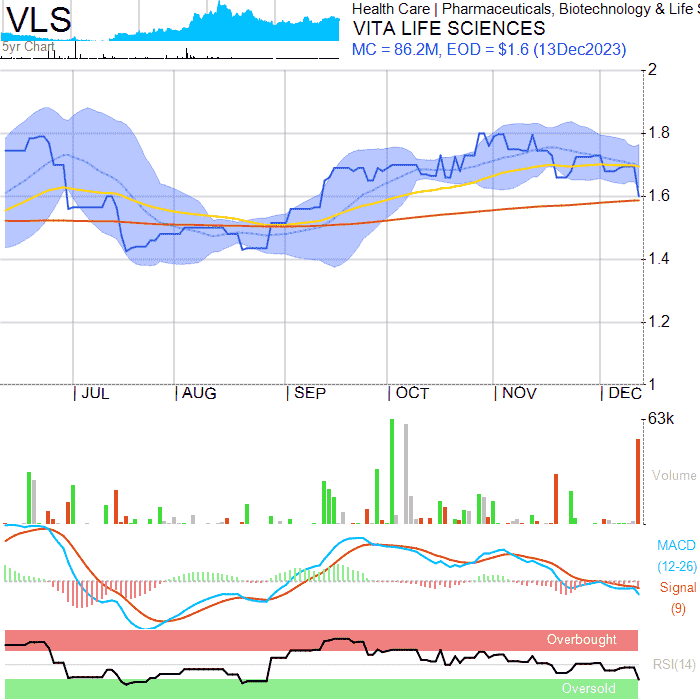 VLS
5yr Chart
Health Care | Pharmaceuticals, Biotechnology & Life S
VITA LIFE SCIENCES
MC = 86.2M, EOD = $1.6 (13Dec2023)
2
1.8
1.6
1.4
1.2
1
| JUL | AUG | SEP | OCT | NOV | DEC
63k
Volume
MACD
(12-26)
Signal
(9)
Overbought
RSI(14)
Oversold